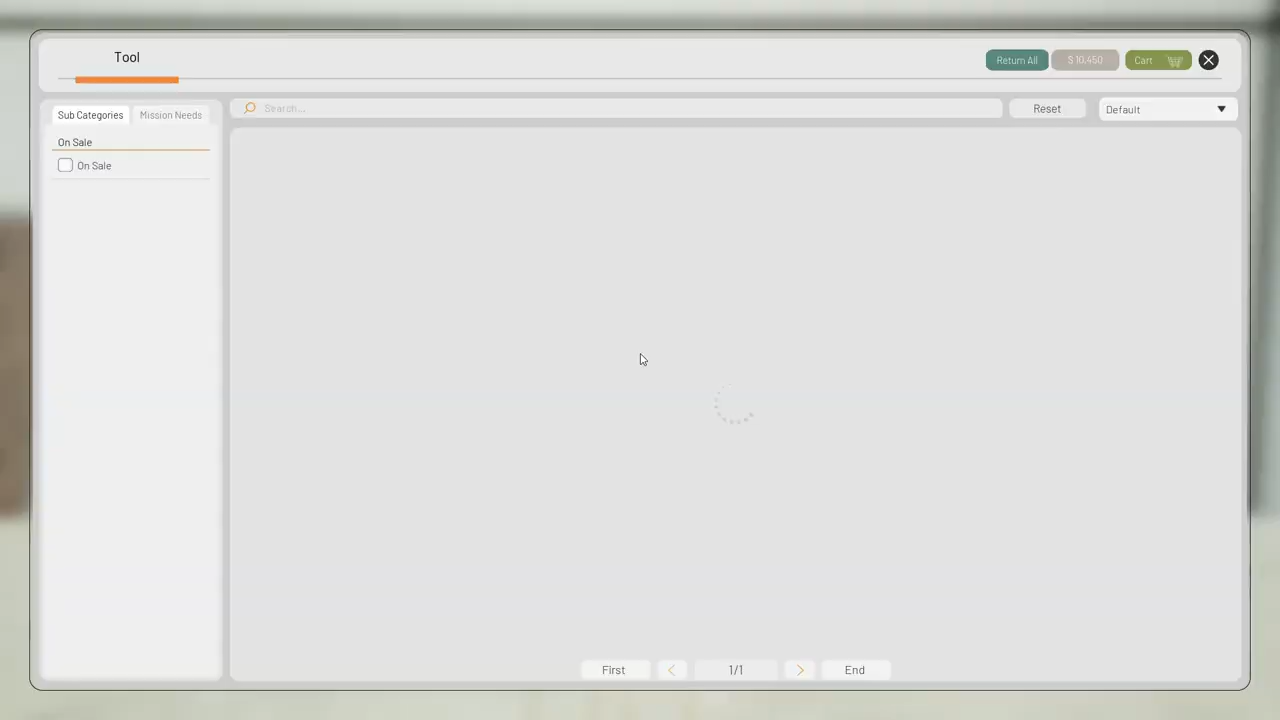 Tool
Return All
$ 10,450
Cart
Sub Categories
Mission Needs
Search...
Reset
Default
On Sale
On Sale
First
<
1/1
>
End